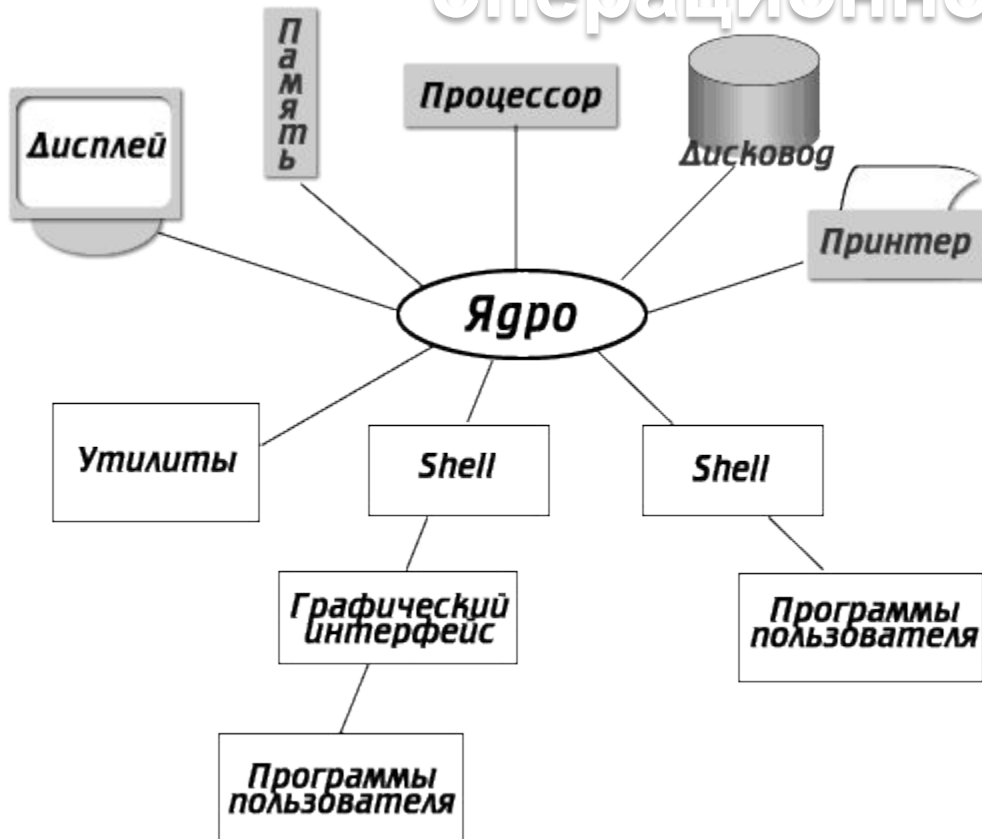 Память
Процессор
Дисплей
Дисковод
Принтер
Ядро
Утилиты
Shell
Shell
Графический
интерфейс
Программы
пользователя
Программы
пользователя